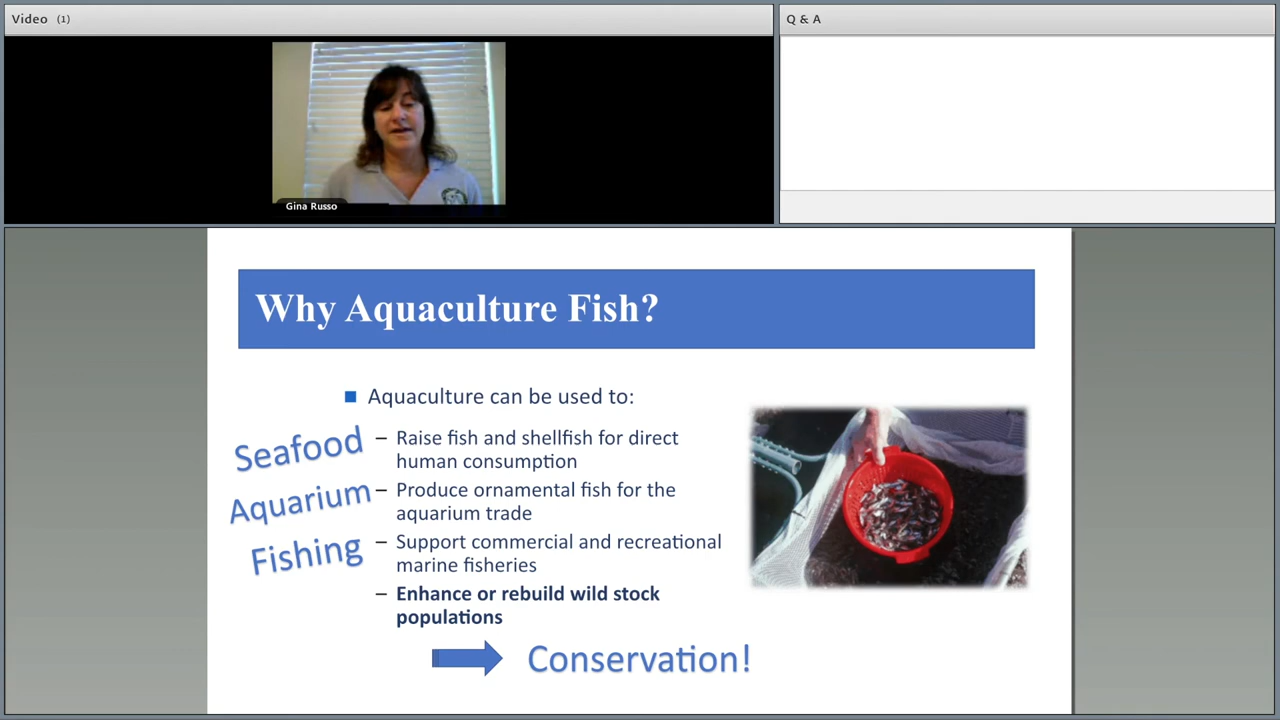 Video (1)
Q & A
Gina Russo
Why Aquaculture Fish?
Aquaculture can be used to:
Seafood
– Raise fish and shellfish for direct
human consumption
Aquarium
– Produce ornamental fish for the
aquarium trade
Fishing
– Support commercial and recreational
marine fisheries
– Enhance or rebuild wild stock
populations
Conservation!